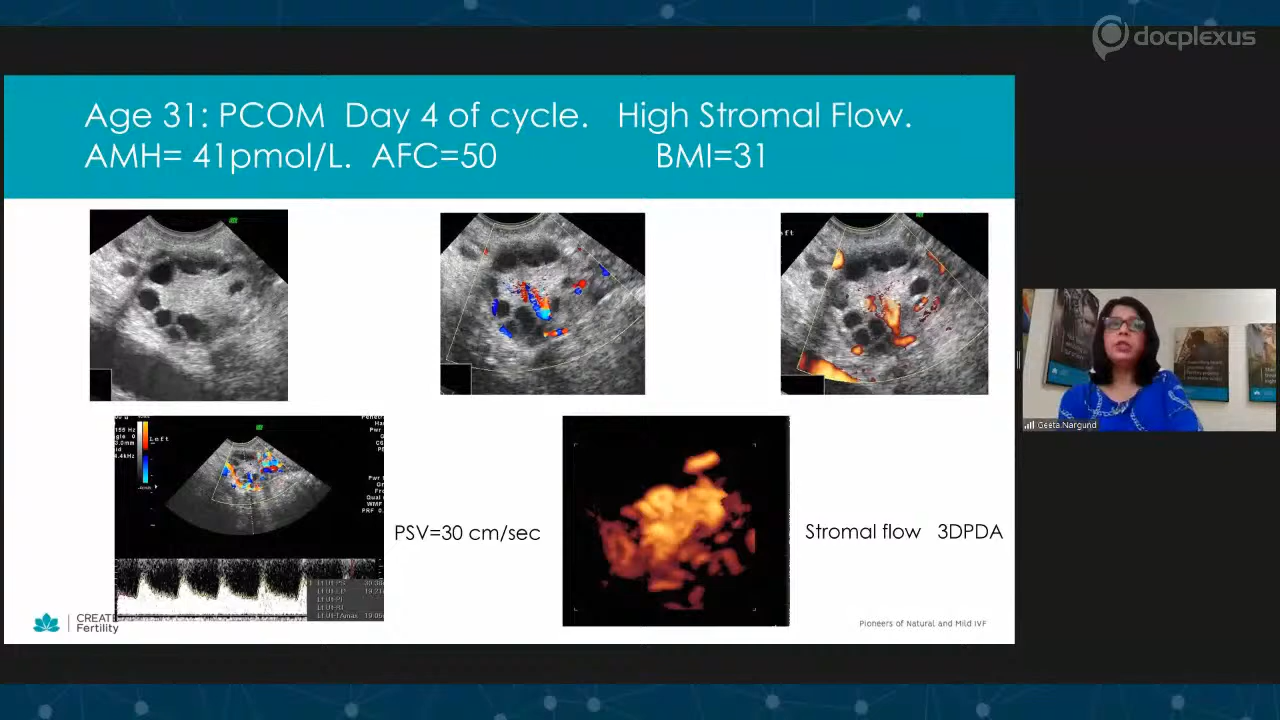 docplexus
Age 31: PCOM Day 4 of cycle. High Stromal Flow.
AMH= 41pmol/L. AFC=50 BMI=31
Left
PSV=30 cm/sec
Stromal flow 3DPDA
CREATE
Fertility
Pioneers of Natural and Mild IVF
Geeta.Nargund